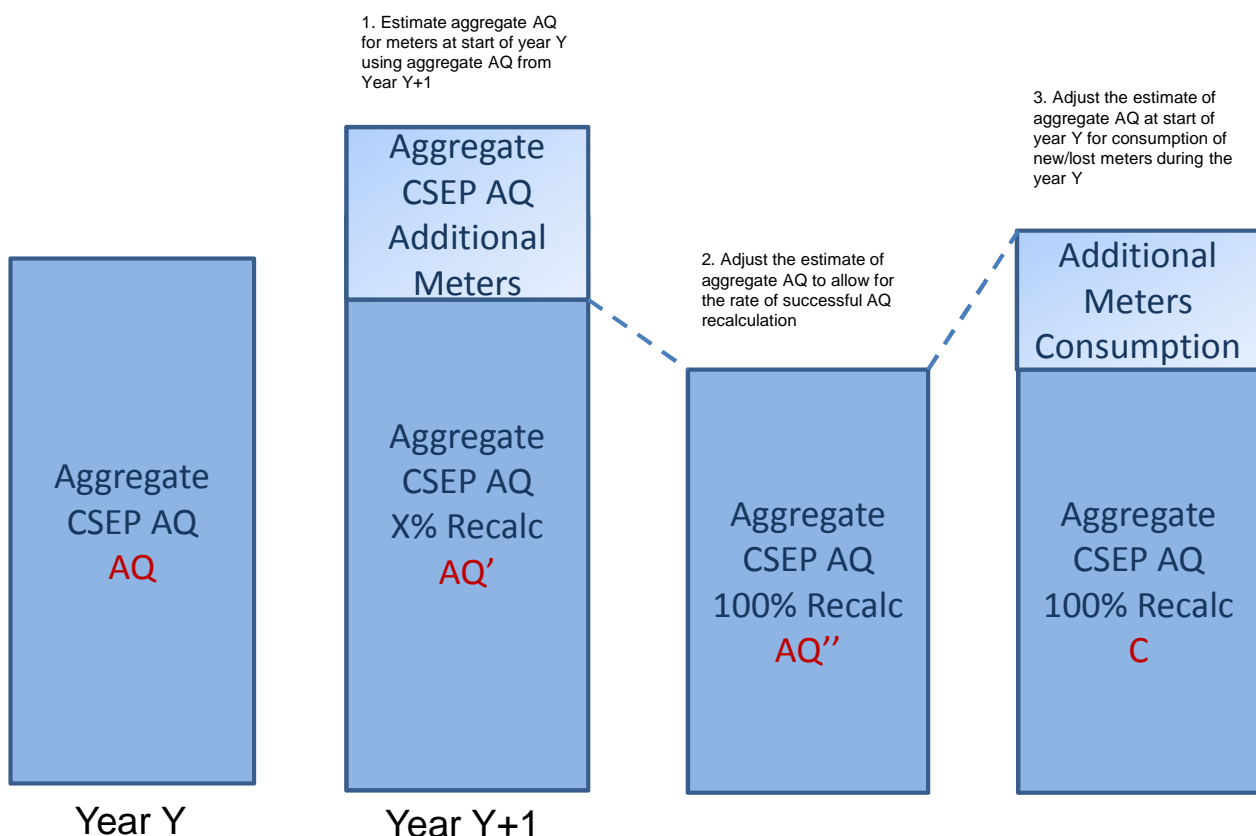 1. Estimate aggregate AQ
for meters at start of year Y
using aggregate AQ from
Year Y+1
Aggregate
CSEP AQ
Additional
Meters
3. Adjust the estimate of
aggregate AQ at start of
year Y for consumption of
new/lost meters during the
year Y
2. Adjust the estimate of
aggregate AQ to allow for
the rate of successful AQ
recalculation
Additional
Meters
Consumption
Aggregate
CSEP AQ
AQ
Aggregate
CSEP AQ
X% Recalc
AQ’
Aggregate
CSEP AQ
100% Recalc
AQ’’
Aggregate
CSEP AQ
100% Recalc
C
Year Y
Year Y+1